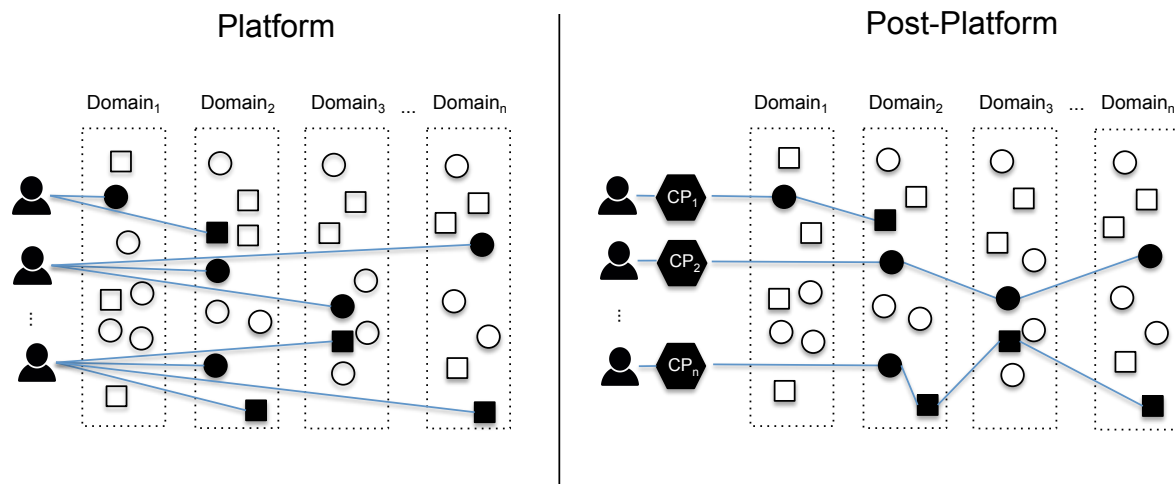 Platform
Domain₁ Domain₂ Domain₃ ... Domainₙ
...
Post-Platform
Domain₁ Domain₂ Domain₃ ... Domainₙ
CP₁
CP₂
...
CPₙ